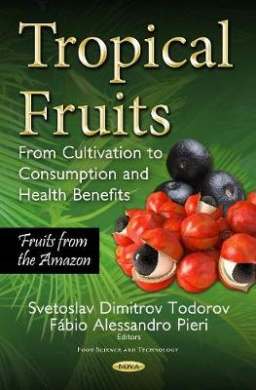 Tropical
Fruits
From Cultivation to
Consumption and
Health Benefits
Fruits from
the Amazon
Svetoslav Dimitrov Todorov
Fábio Alessandro Pieri
Editors
Food Science and Technology
NOVA